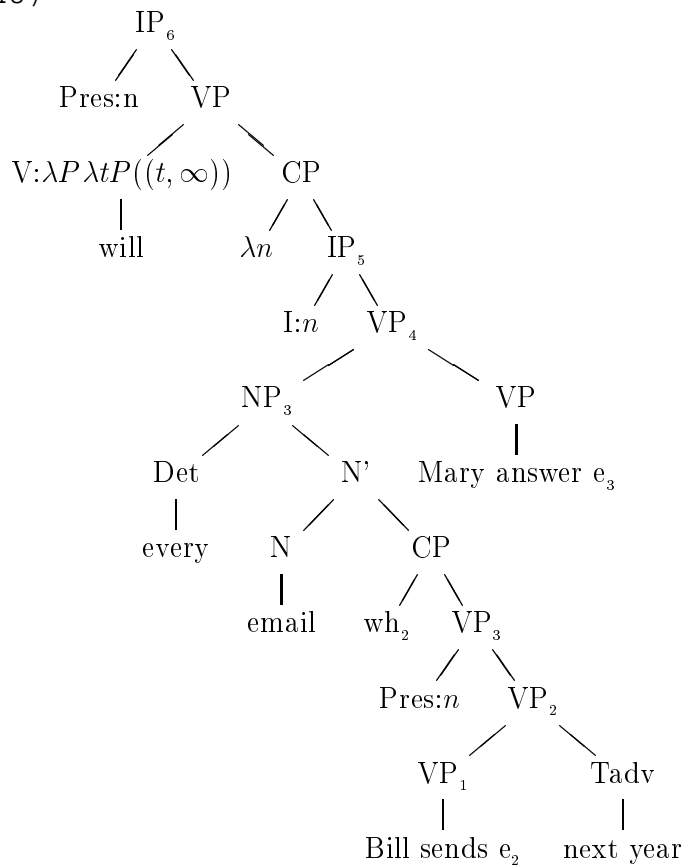 IP₆
Pres:n VP
V:λPλtP((t, ∞)) CP
will λn IP₅
I:n VP₄
NP₃ VP
Det N' Mary answer e₃
every N CP
email wh₂ VP₃
Pres:n VP₂
VP₁ Tadv
Bill sends e₂ next year